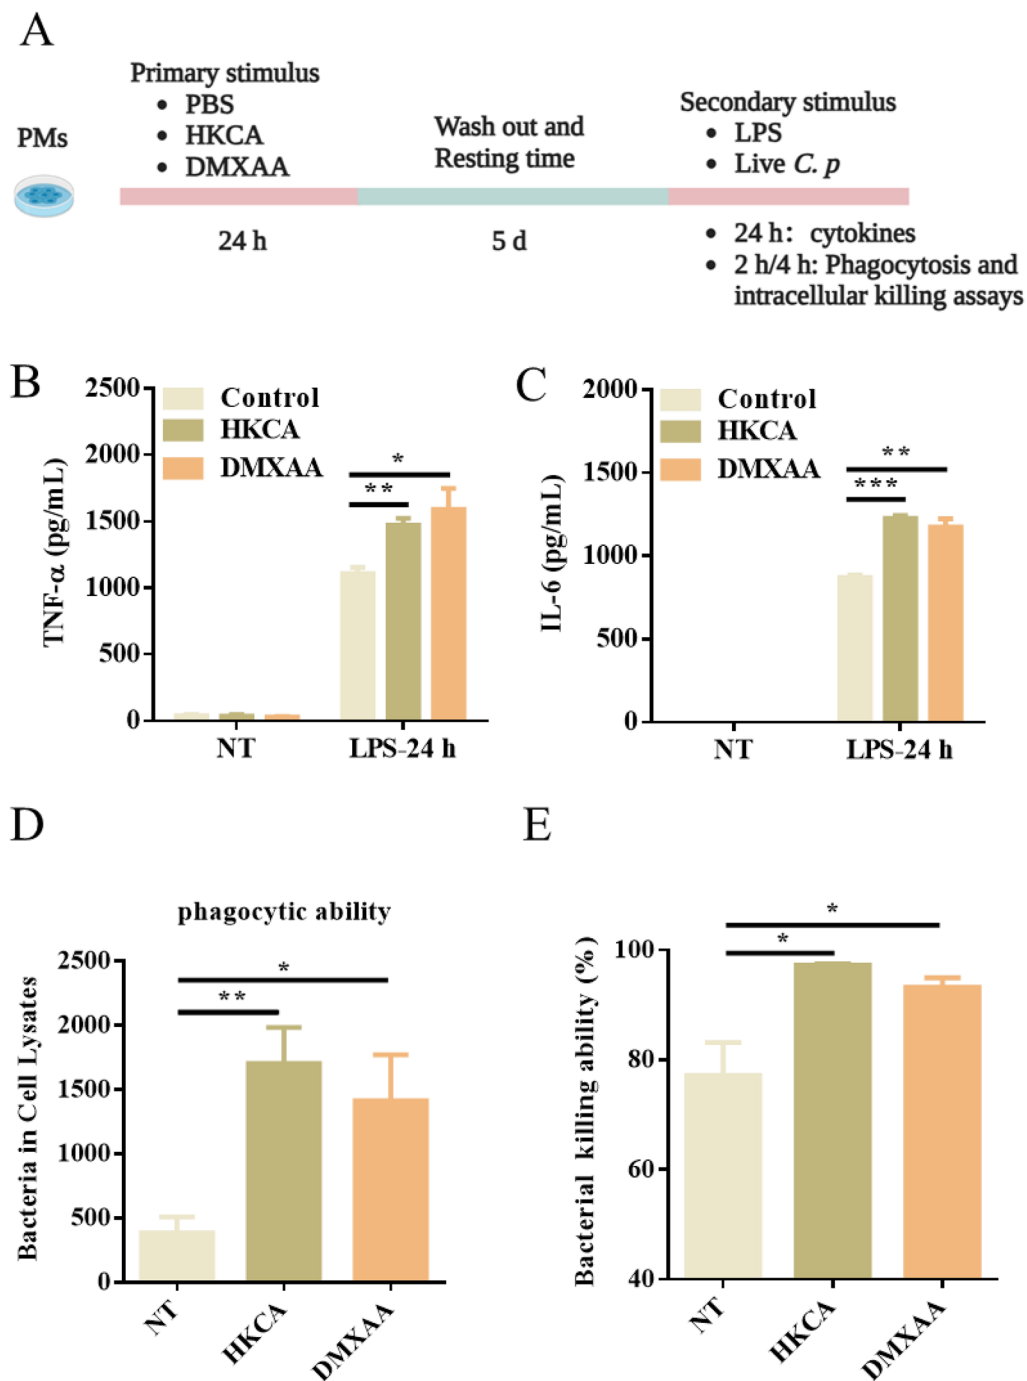 A
Primary stimulus
• PBS
• HKCA
• DMXAA
PMs
Wash out and
Resting time
Secondary stimulus
• LPS
• Live C. p
24 h
5 d
• 24 h: cytokines
• 2 h/4 h: Phagocytosis and
intracellular killing assays
B
TNF-α (pg/mL)
2500
2000
1500
1000
500
0
Control
HKCA
DMXAA
*
**
NT
LPS-24 h
C
IL-6 (pg/mL)
2000
1500
1000
500
0
Control
HKCA
DMXAA
**
***
NT
LPS-24 h
D
phagocytic ability
Bacteria in Cell Lysates
2500
2000
1500
1000
500
0
*
**
NT
HKCA
DMXAA
E
Bacterial killing ability (%)
100
80
60
40
*
*
NT
HKCA
DMXAA